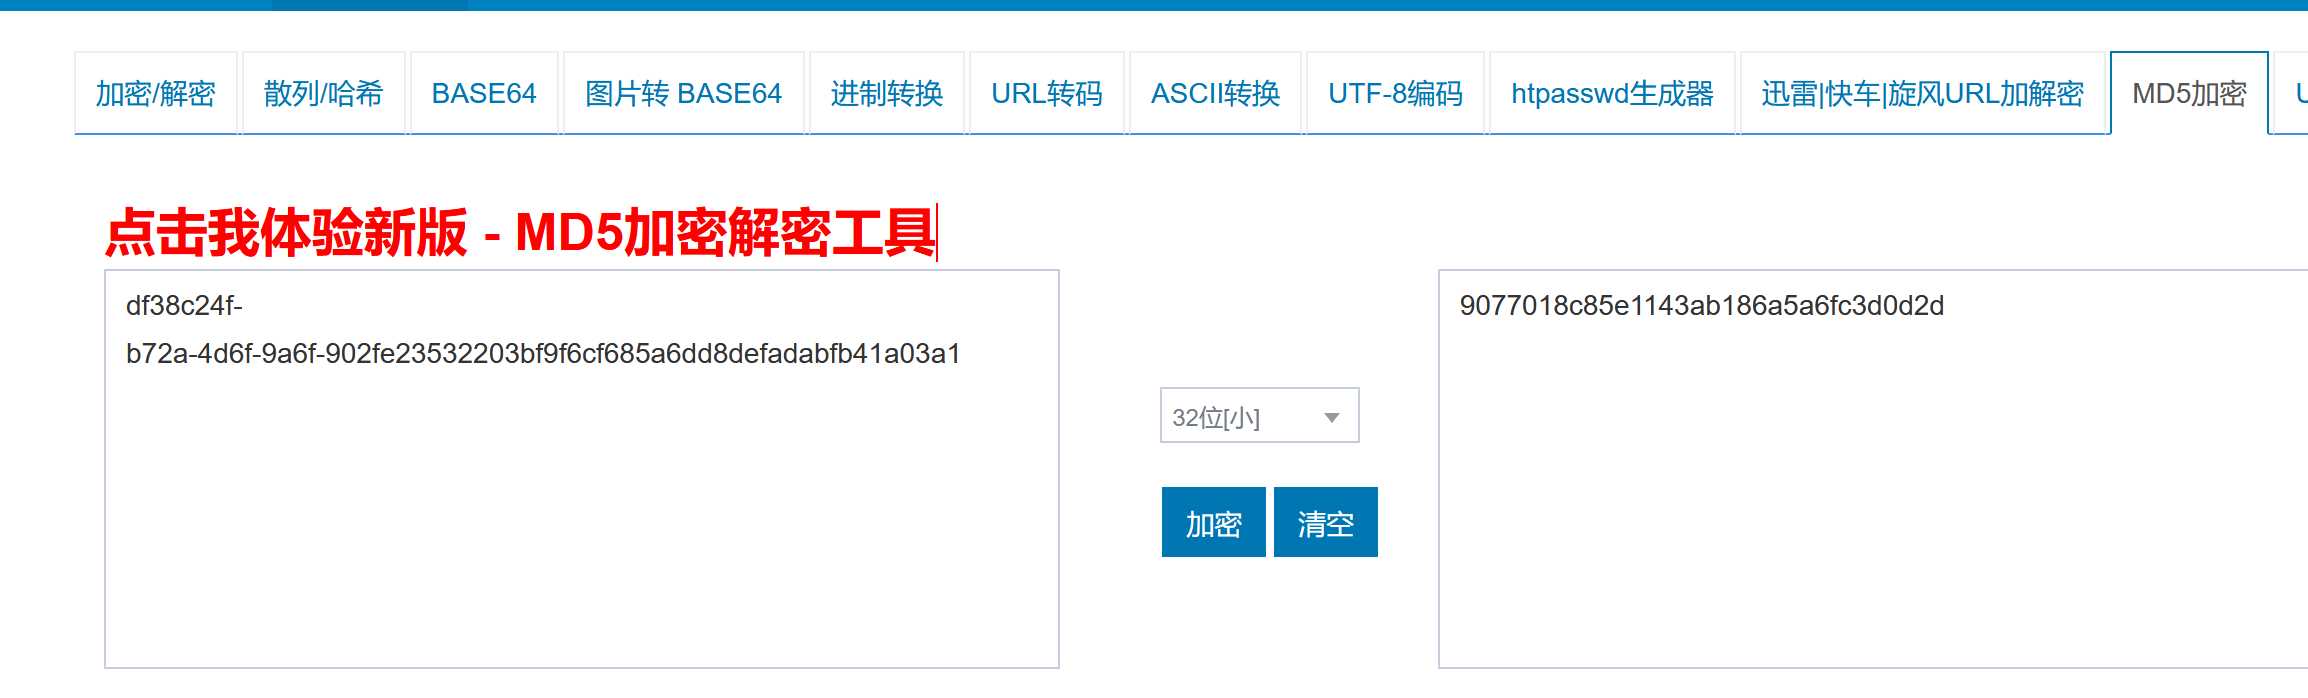 加密/解密 散列/哈希 BASE64 图片转 BASE64 进制转换 URL转码 ASCII转换 UTF-8编码 htpasswd生成器 迅雷|快车|旋风URL加解密 MD5加密
点击我体验新版 - MD5加密解密工具
df38c24f-
b72a-4d6f-9a6f-902fe23532203bf9f6cf685a6dd8defadabfb41a03a1
32位[小]
加密 清空
9077018c85e1143ab186a5a6fc3d0d2d